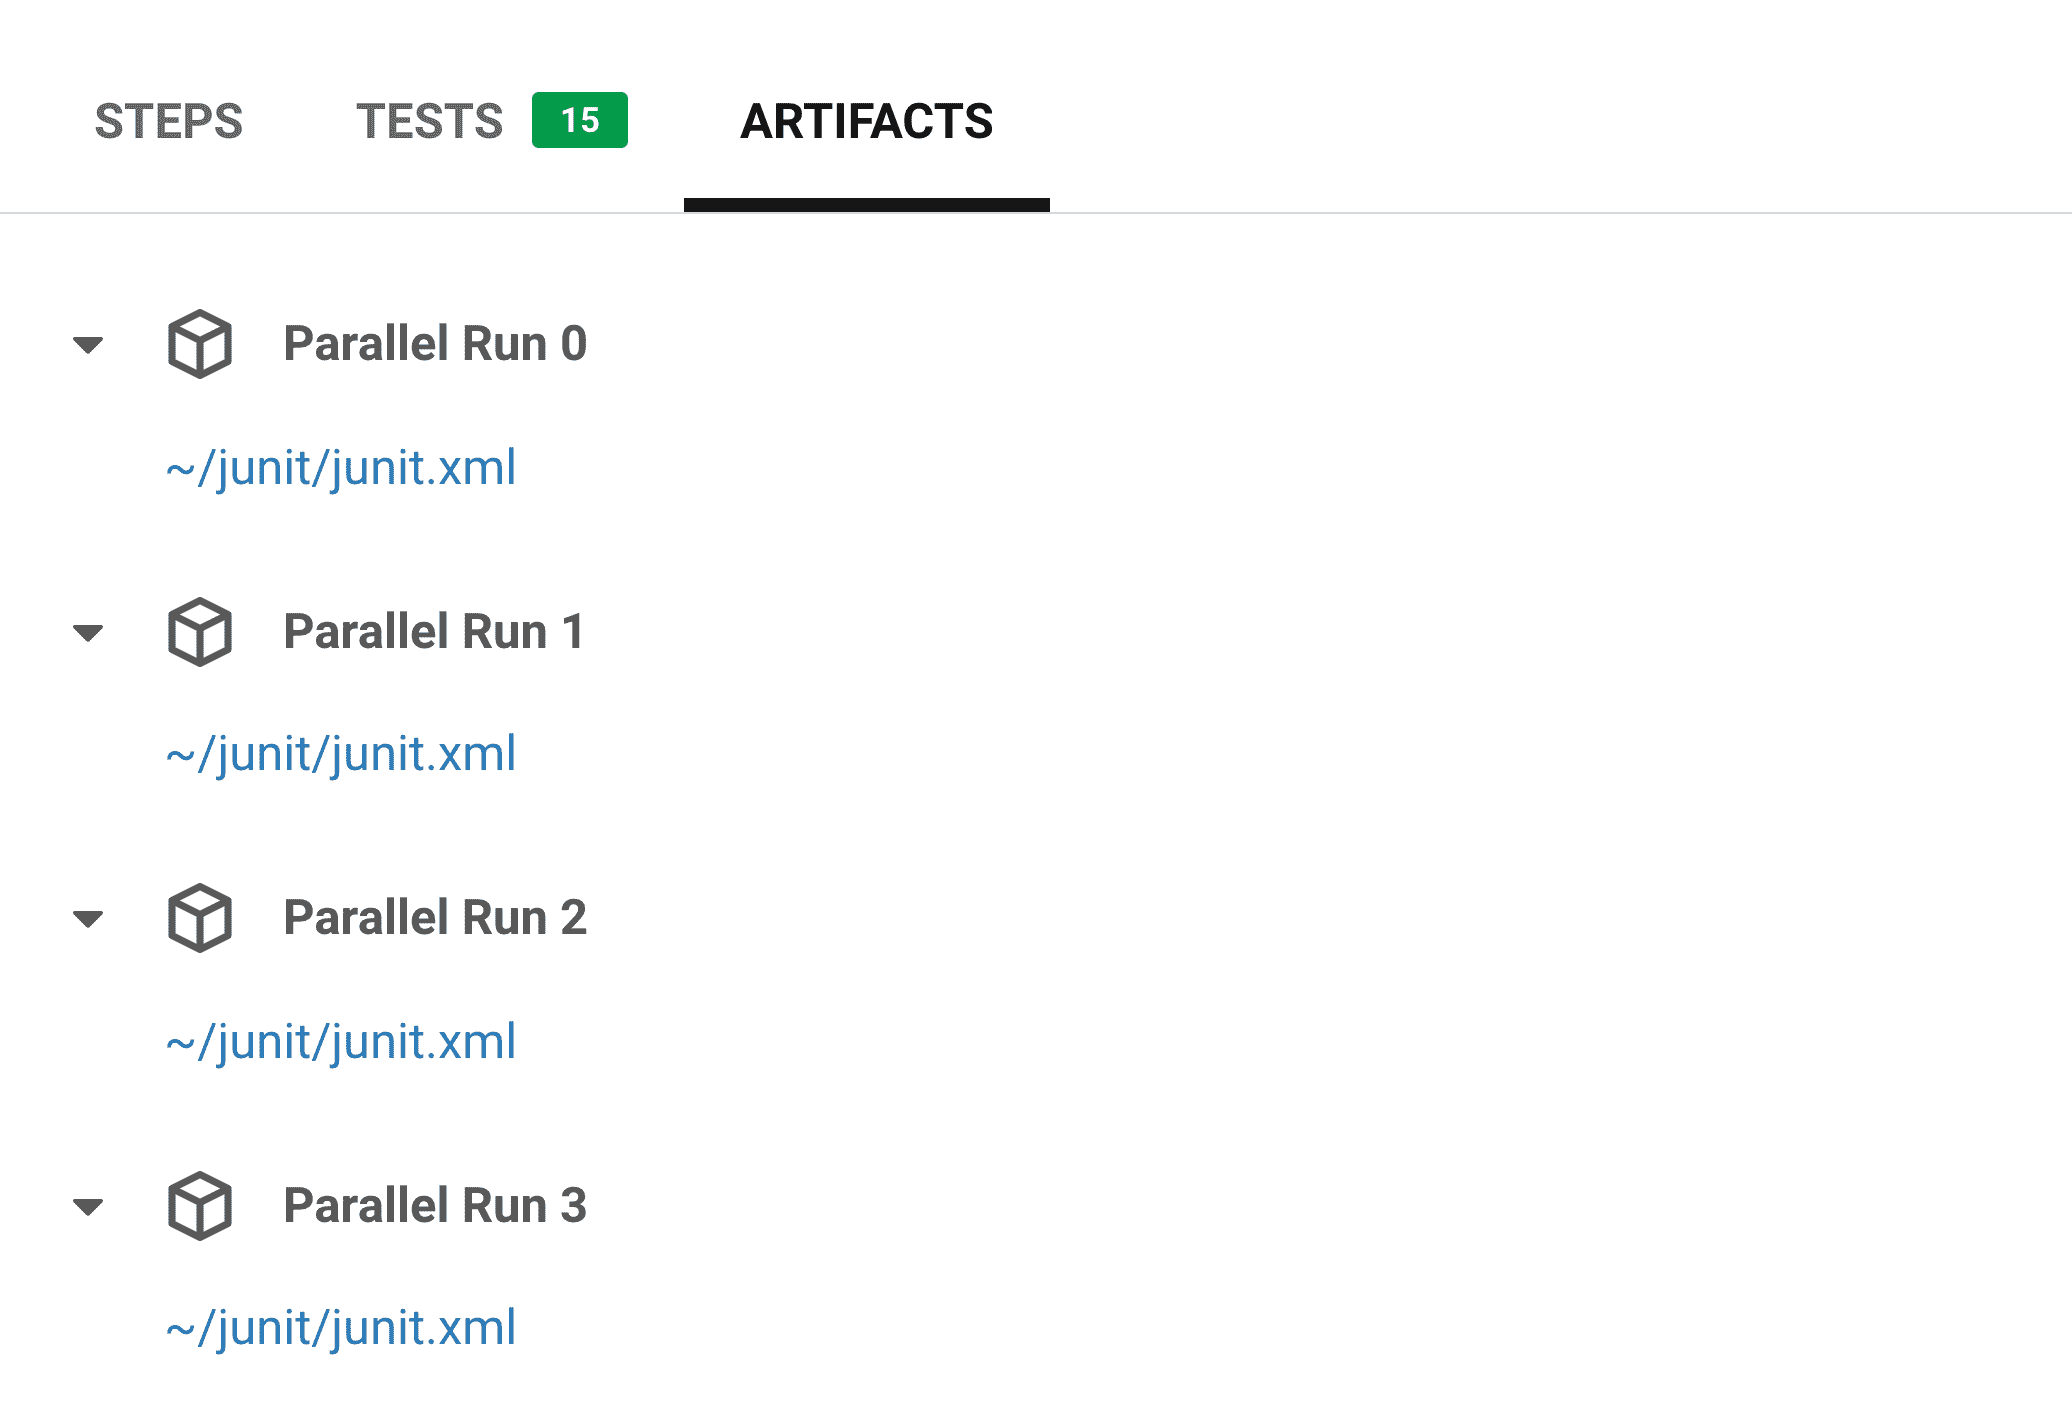 STEPS TESTS 15 ARTIFACTS
Parallel Run 0
~/junit/junit.xml
Parallel Run 1
~/junit/junit.xml
Parallel Run 2
~/junit/junit.xml
Parallel Run 3
~/junit/junit.xml